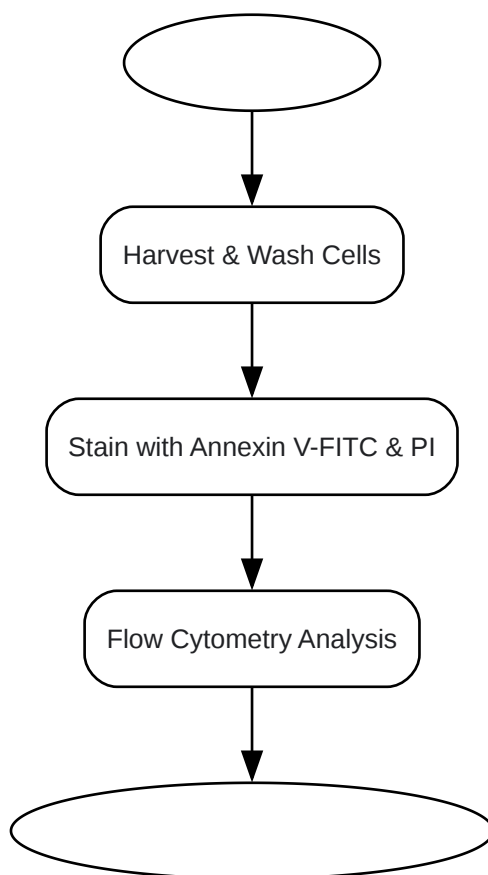 Harvest & Wash Cells
Stain with Annexin V-FITC & PI
Flow Cytometry Analysis